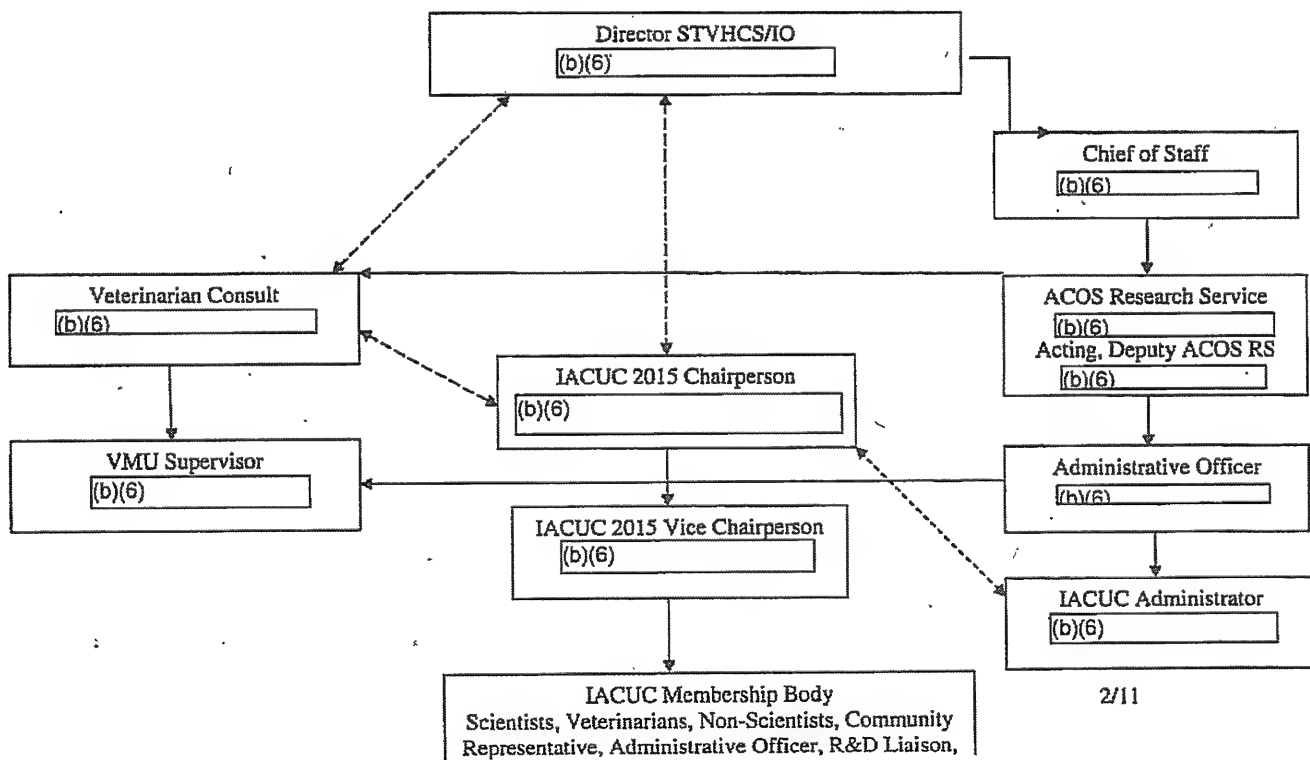 Director STVHCS/IO
(b)(6)
Chief of Staff
(b)(6)
Veterinarian Consult
(b)(6)
ACOS Research Service
(b)(6)
Acting, Deputy ACOS RS
(b)(6)
IACUC 2015 Chairperson
(b)(6)
VMU Supervisor
(b)(6)
Administrative Officer
(b)(6)
IACUC 2015 Vice Chairperson
(b)(6)
IACUC Administrator
(b)(6)
IACUC Membership Body
Scientists, Veterinarians, Non-Scientists, Community
Representative, Administrative Officer, R&D Liaison,
2/11